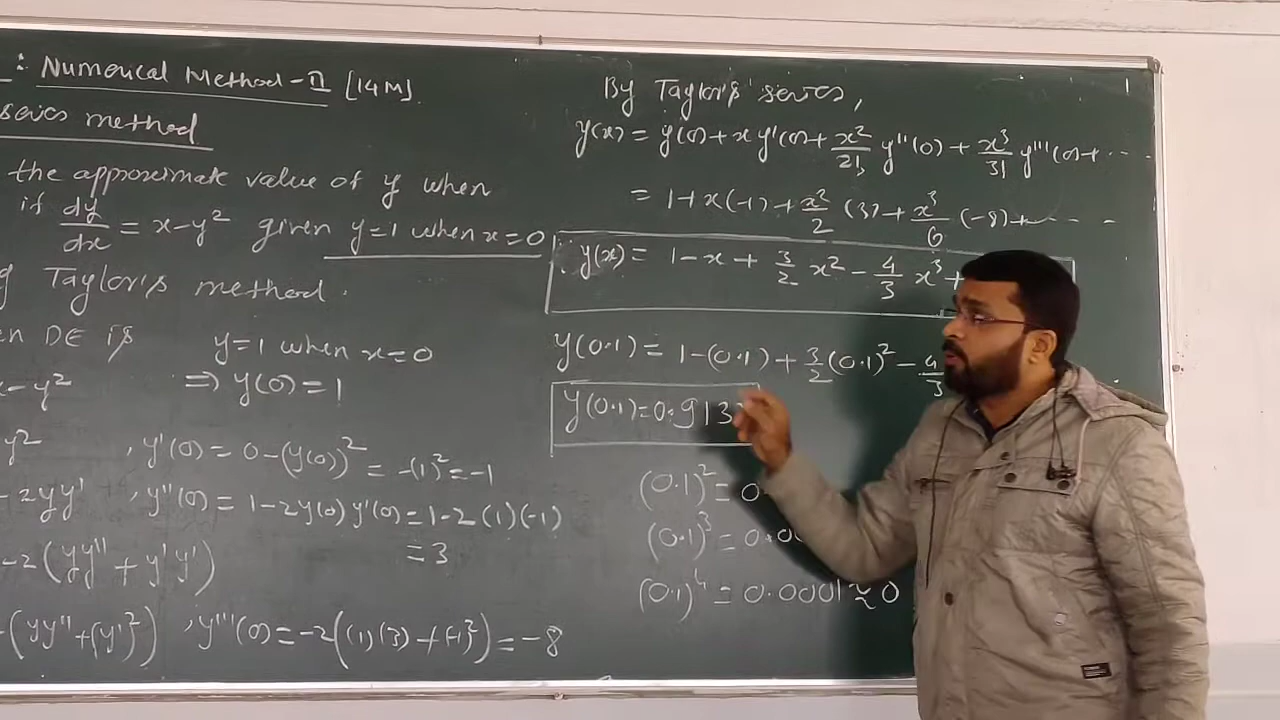 : Numerical Method-II [14M]
series method
the approximate value of y when
if dy/dx = x-y² given y=1 when x=0
Taylor's method.
DE is
y=1 when x=0
x-y²
⇒ y(0)=1
y² , y'(0) = 0-(y(0))² = -(1)² = -1
-2yy' , y''(0) = 1-2y(0)y'(0) = 1-2(1)(-1)
= 3
-2(yy''+y'y')
(yy''+(y')²) , y'''(0) = -2((1)(3)+(-1)²) = -8
By Taylor's series,
y(x) = y(0)+xy'(0)+x²/2! y''(0)+x³/3! y'''(0)+....
= 1+x(-1)+x²/2 (3)+x³/6 (-8)+....
∴ y(x) = 1-x+3/2 x²-4/3 x³+
y(0.1) = 1-(0.1)+3/2(0.1)²-4/3
y(0.1)=0.913
(0.1)² = 0.
(0.1)³ = 0.00
(0.1)⁴ = 0.0001≈0